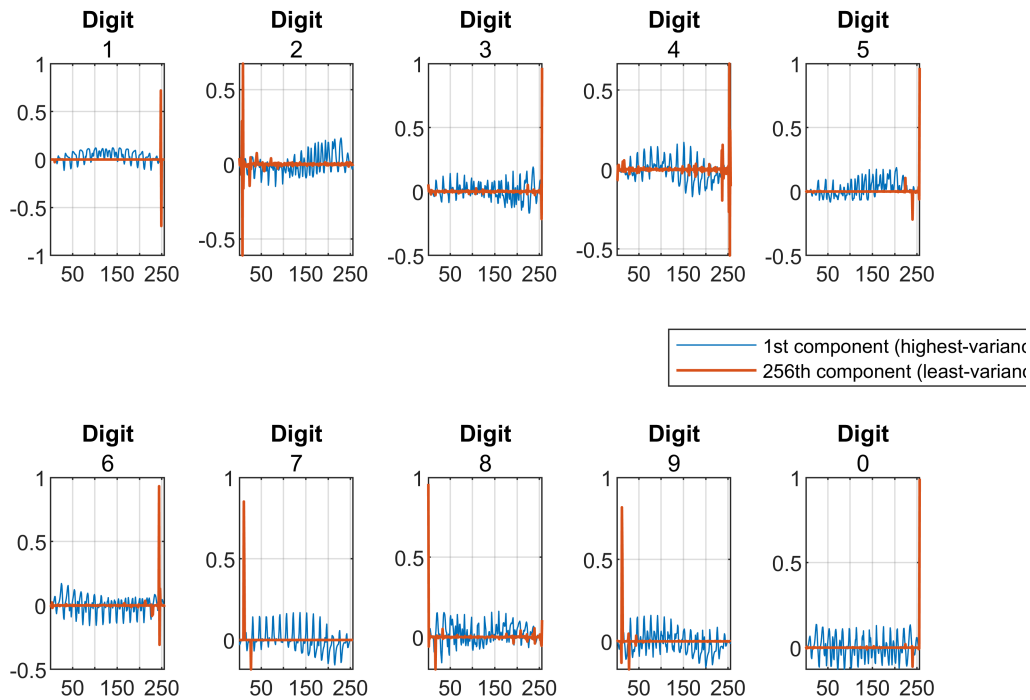 Digit Digit Digit Digit Digit
1 2 3 4 5
1 1 1
0.5 0.5 0.5 0.5 0.5
0 0 0 0 0
-0.5 -0.5 -0.5 -0.5 -0.5
-1
50 150 250 50 150 250 50 150 250 50 150 250 50 150 250
1st component (highest-varianc
256th component (least-varianc
Digit Digit Digit Digit Digit
6 7 8 9 0
1 1 1 1 1
0.5 0.5 0.5 0.5 0.5
0 0 0 0 0
-0.5
50 150 250 50 150 250 50 150 250 50 150 250 50 150 250